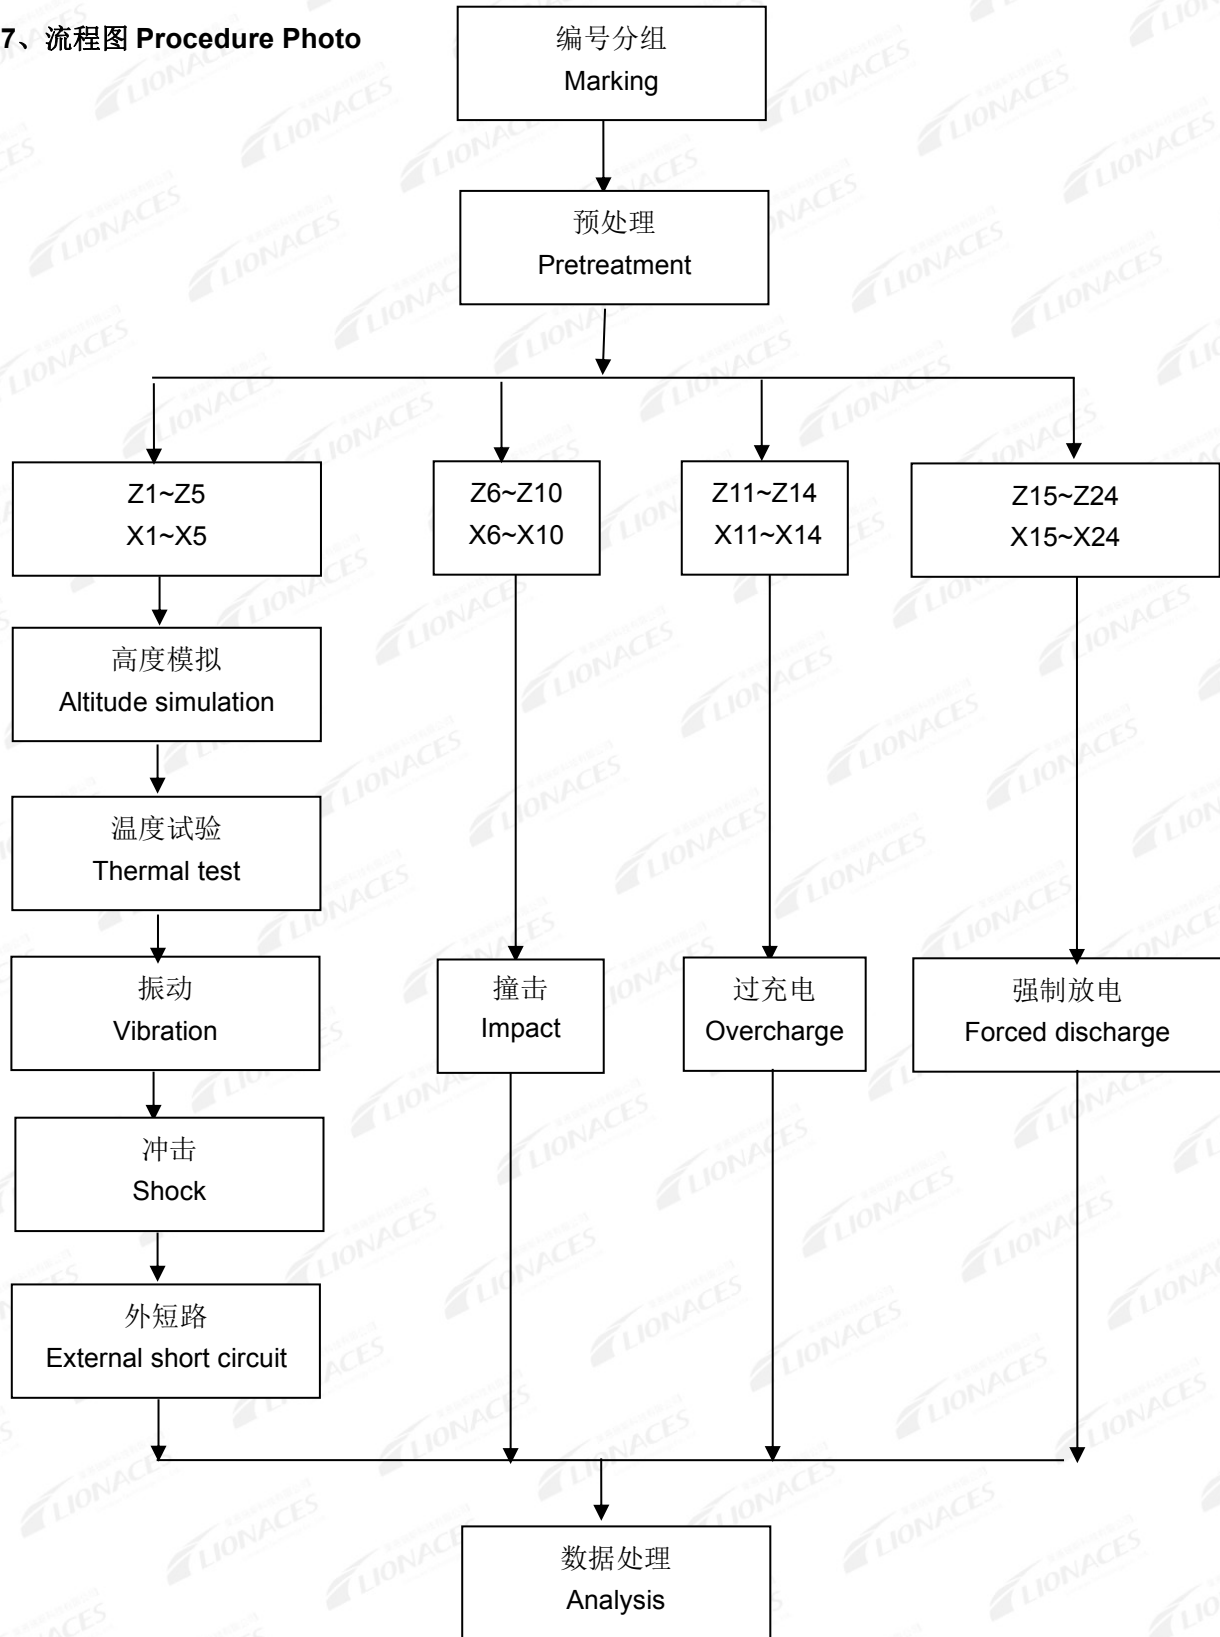 7、流程图 Procedure Photo
编号分组
Marking
预处理
Pretreatment
Z1~Z5
X1~X5
Z6~Z10
X6~X10
Z11~Z14
X11~X14
Z15~Z24
X15~X24
高度模拟
Altitude simulation
温度试验
Thermal test
振动
Vibration
撞击
Impact
过充电
Overcharge
强制放电
Forced discharge
冲击
Shock
外短路
External short circuit
数据处理
Analysis
LIONACES